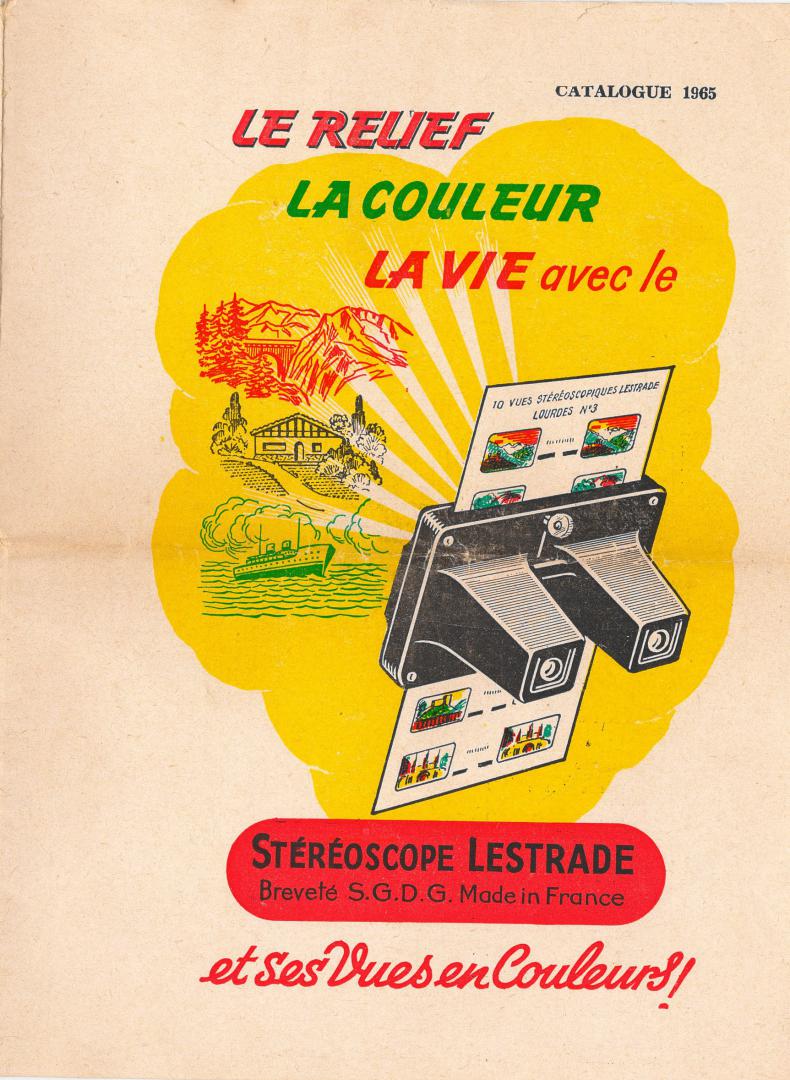 CATALOGUE 1965
LE RELIEF
LA COULEUR
LA VIE avec le
10 VUES STÉRÉOSCOPIQUES LESTRADE
LOURDES N°3
STÉRÉOSCOPE LESTRADE
Breveté S.G.D.G. Made in France
et ses Vues en Couleurs!